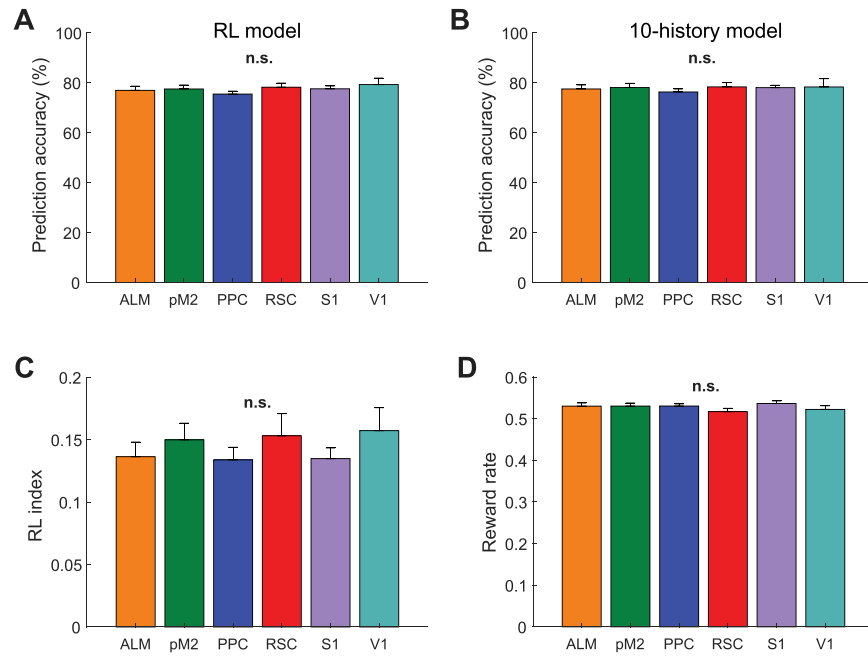 A
RL model
n.s.
Prediction accuracy (%)
100
80
60
40
20
0
ALM pM2 PPC RSC S1 V1
B
10-history model
n.s.
Prediction accuracy (%)
100
80
60
40
20
0
ALM pM2 PPC RSC S1 V1
C
n.s.
RL index
0.2
0.15
0.1
0.05
0
ALM pM2 PPC RSC S1 V1
D
n.s.
Reward rate
0.6
0.5
0.4
0.3
0.2
0.1
0
ALM pM2 PPC RSC S1 V1